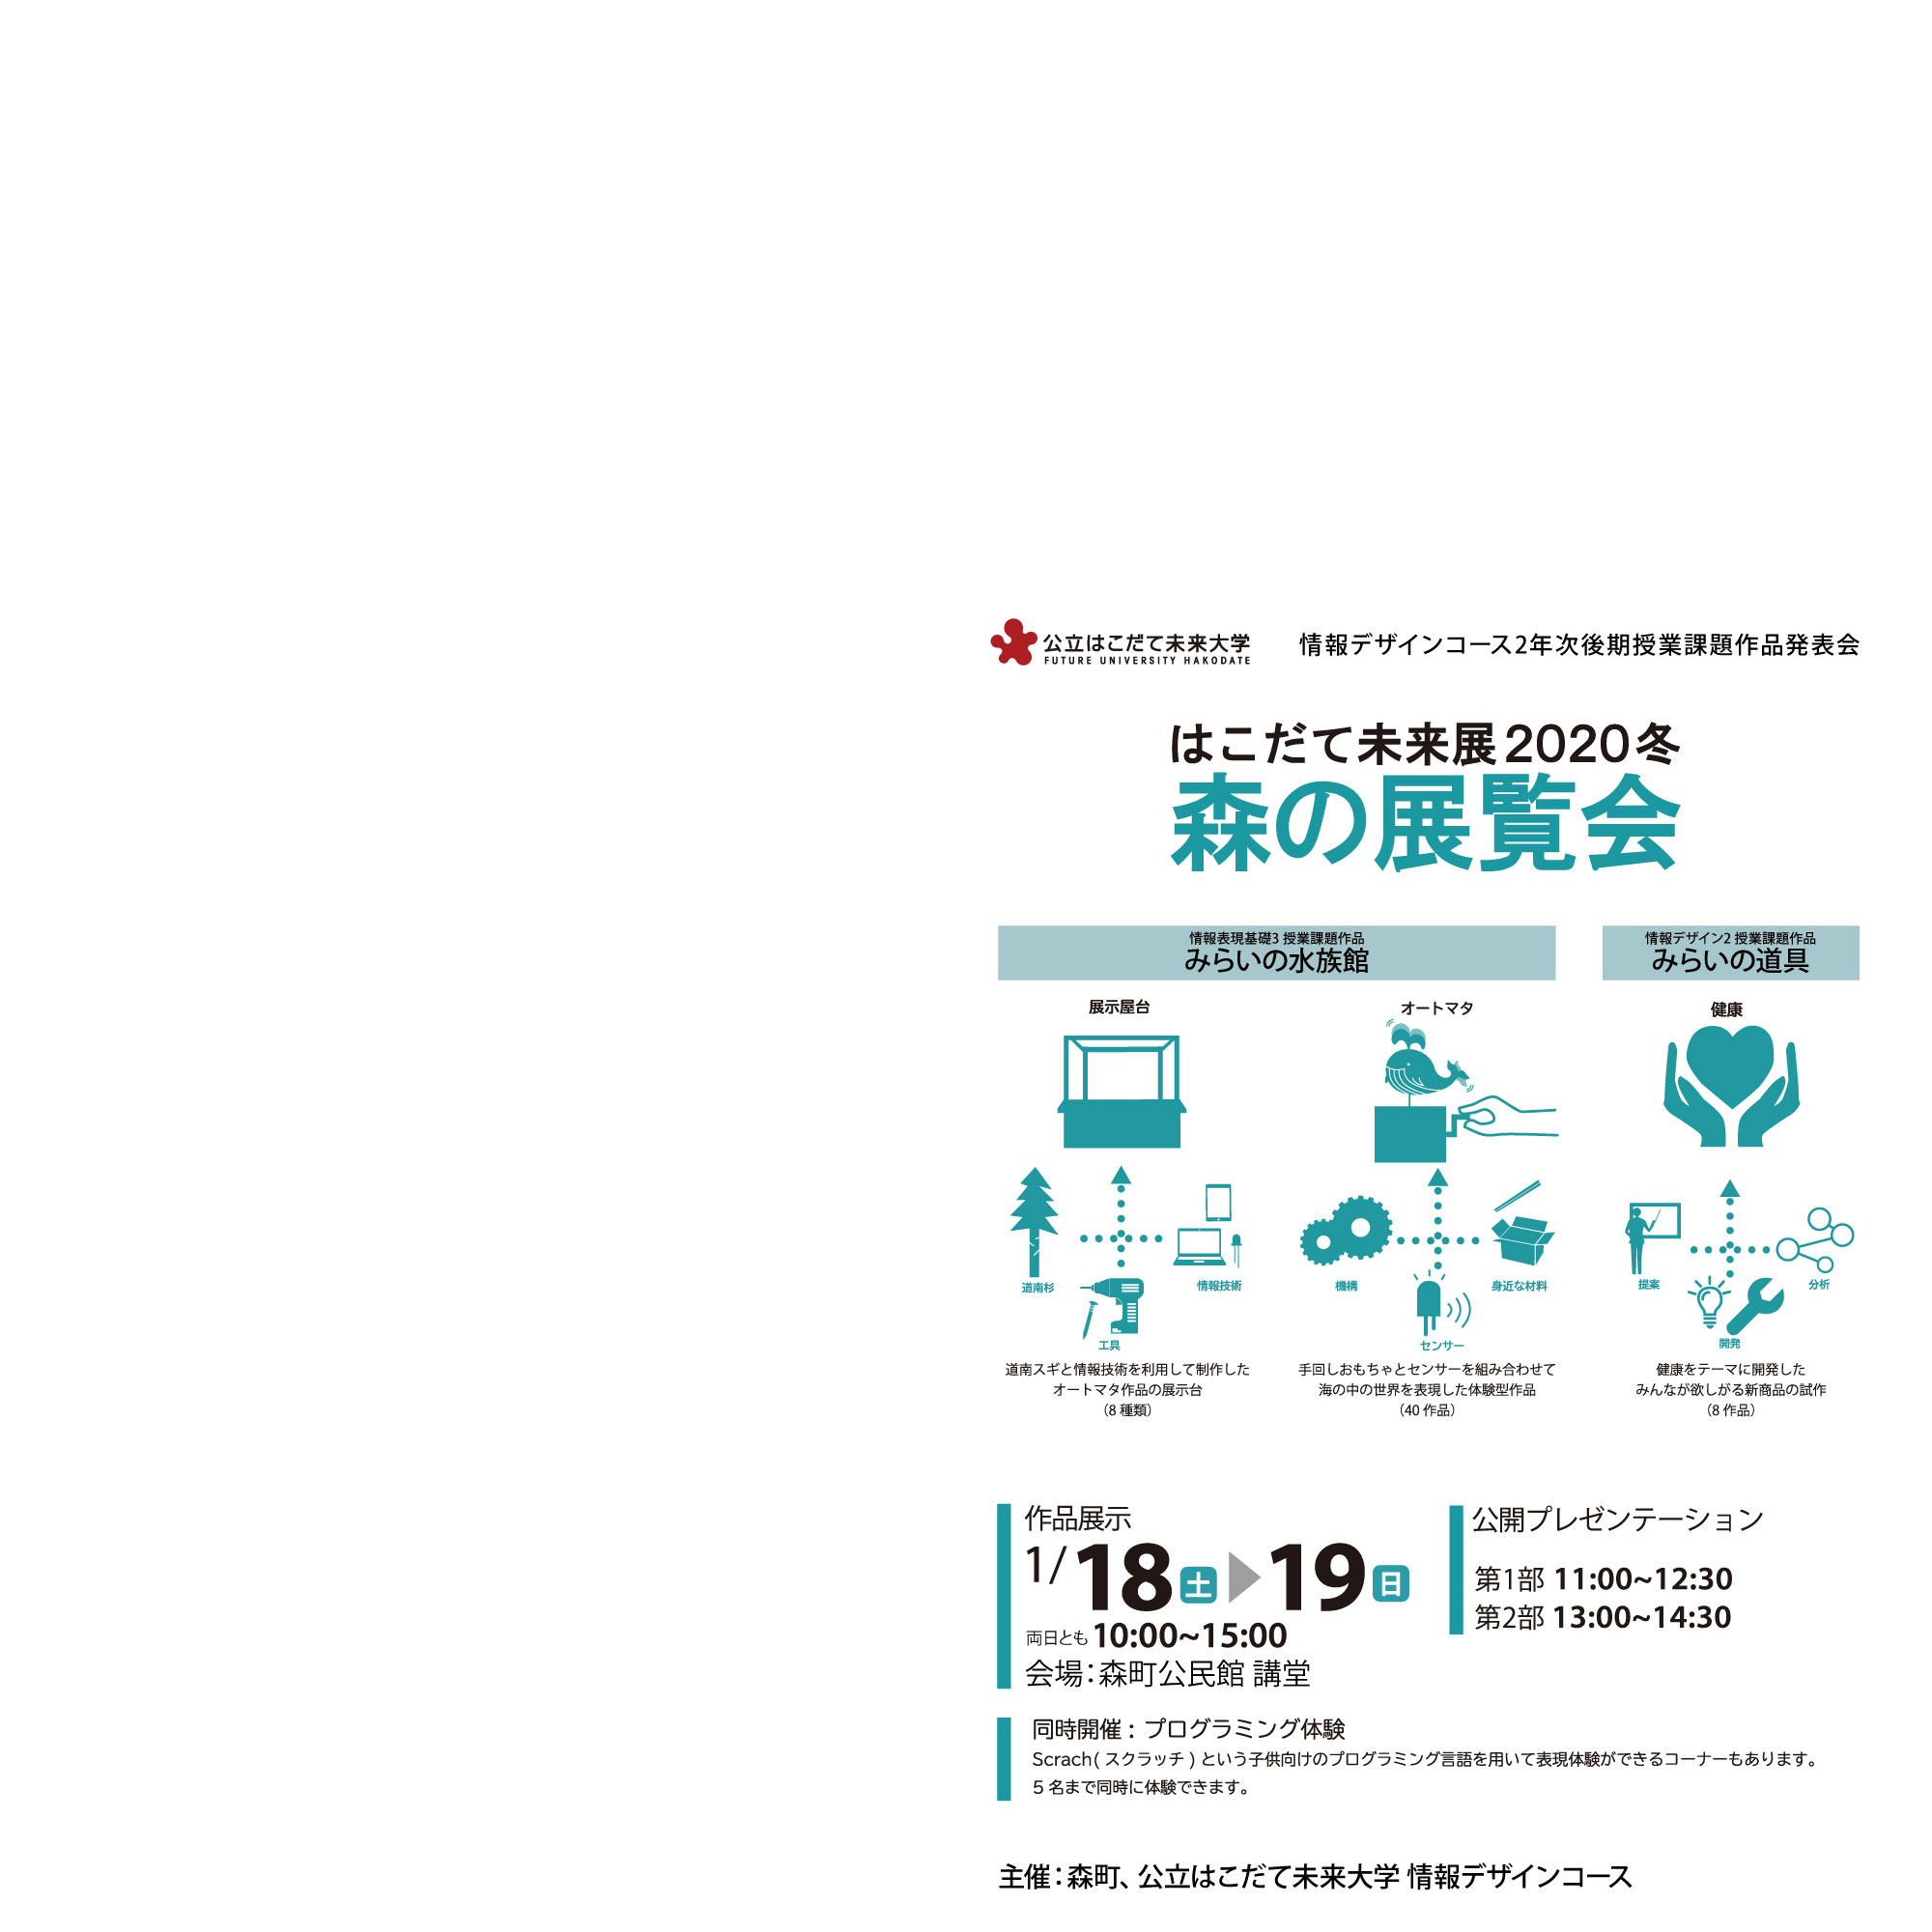 公立はこだて未来大学
FUTURE UNIVERSITY HAKODATE
情報デザインコース2年次後期授業課題作品発表会
はこだて未来展2020冬
森の展覧会
情報表現基礎3 授業課題作品
みらいの水族館
展示屋台
道南杉
情報技術
工具
道南スギと情報技術を利用して制作した
オートマタ作品の展示台
（8 種類）
オートマタ
機構
身近な材料
センサー
手回しおもちゃとセンサーを組み合わせて
海の中の世界を表現した体験型作品
（40 作品）
情報デザイン2 授業課題作品
みらいの道具
健康
提案
分析
開発
健康をテーマに開発した
みんなが欲しがる新商品の試作
（8 作品）
作品展示
1/18土▶19日
両日とも 10:00~15:00
会場：森町公民館 講堂
公開プレゼンテーション
第1部 11:00~12:30
第2部 13:00~14:30
同時開催： プログラミング体験
Scrach( スクラッチ ) という子供向けのプログラミング言語を用いて表現体験ができるコーナーもあります。
5 名まで同時に体験できます。
主催：森町、公立はこだて未来大学 情報デザインコース